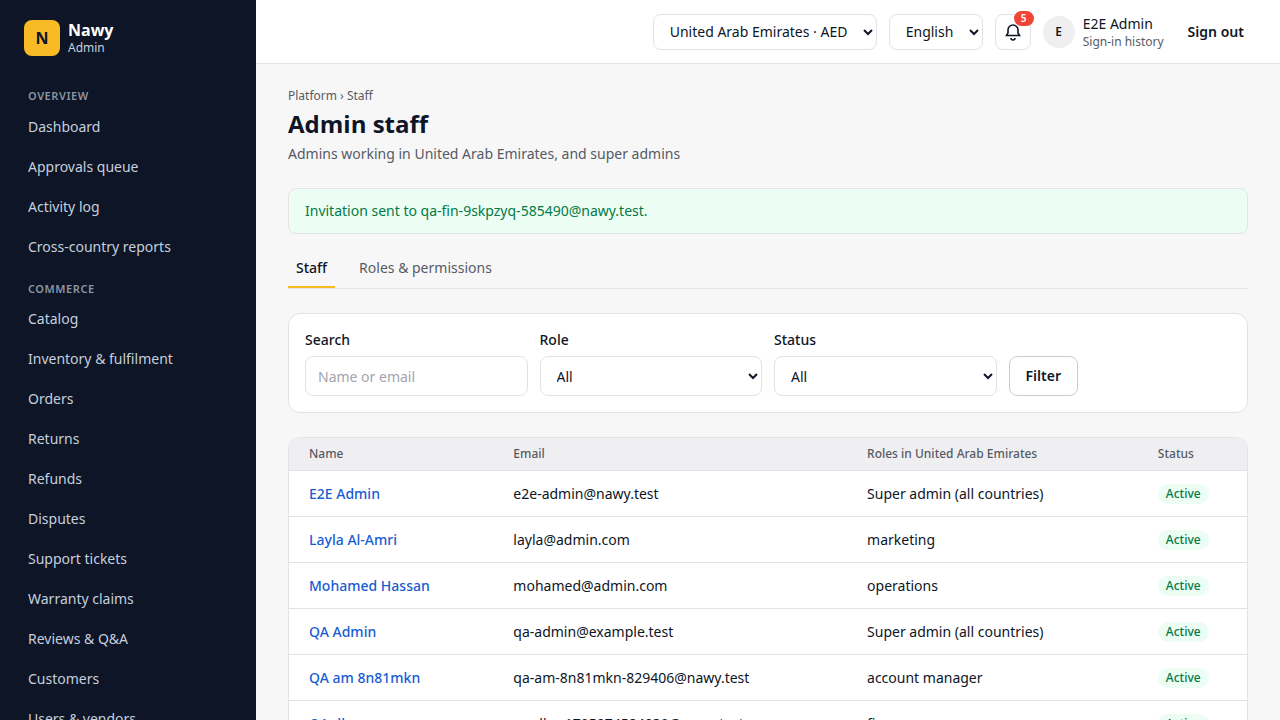 N
Nawy
Admin
OVERVIEW
Dashboard
Approvals queue
Activity log
Cross-country reports
COMMERCE
Catalog
Inventory & fulfilment
Orders
Returns
Refunds
Disputes
Support tickets
Warranty claims
Reviews & Q&A
Customers
Users & vendors
United Arab Emirates · AED
English
5
E
E2E Admin
Sign-in history
Sign out
Platform › Staff
Admin staff
Admins working in United Arab Emirates, and super admins
Invitation sent to qa-fin-9skpzyq-585490@nawy.test.
Staff Roles & permissions
Search Role Status
Name or email All All Filter
Name Email Roles in United Arab Emirates Status
E2E Admin e2e-admin@nawy.test Super admin (all countries) Active
Layla Al-Amri layla@admin.com marketing Active
Mohamed Hassan mohamed@admin.com operations Active
QA Admin qa-admin@example.test Super admin (all countries) Active
QA am 8n81mkn qa-am-8n81mkn-829406@nawy.test account manager Active